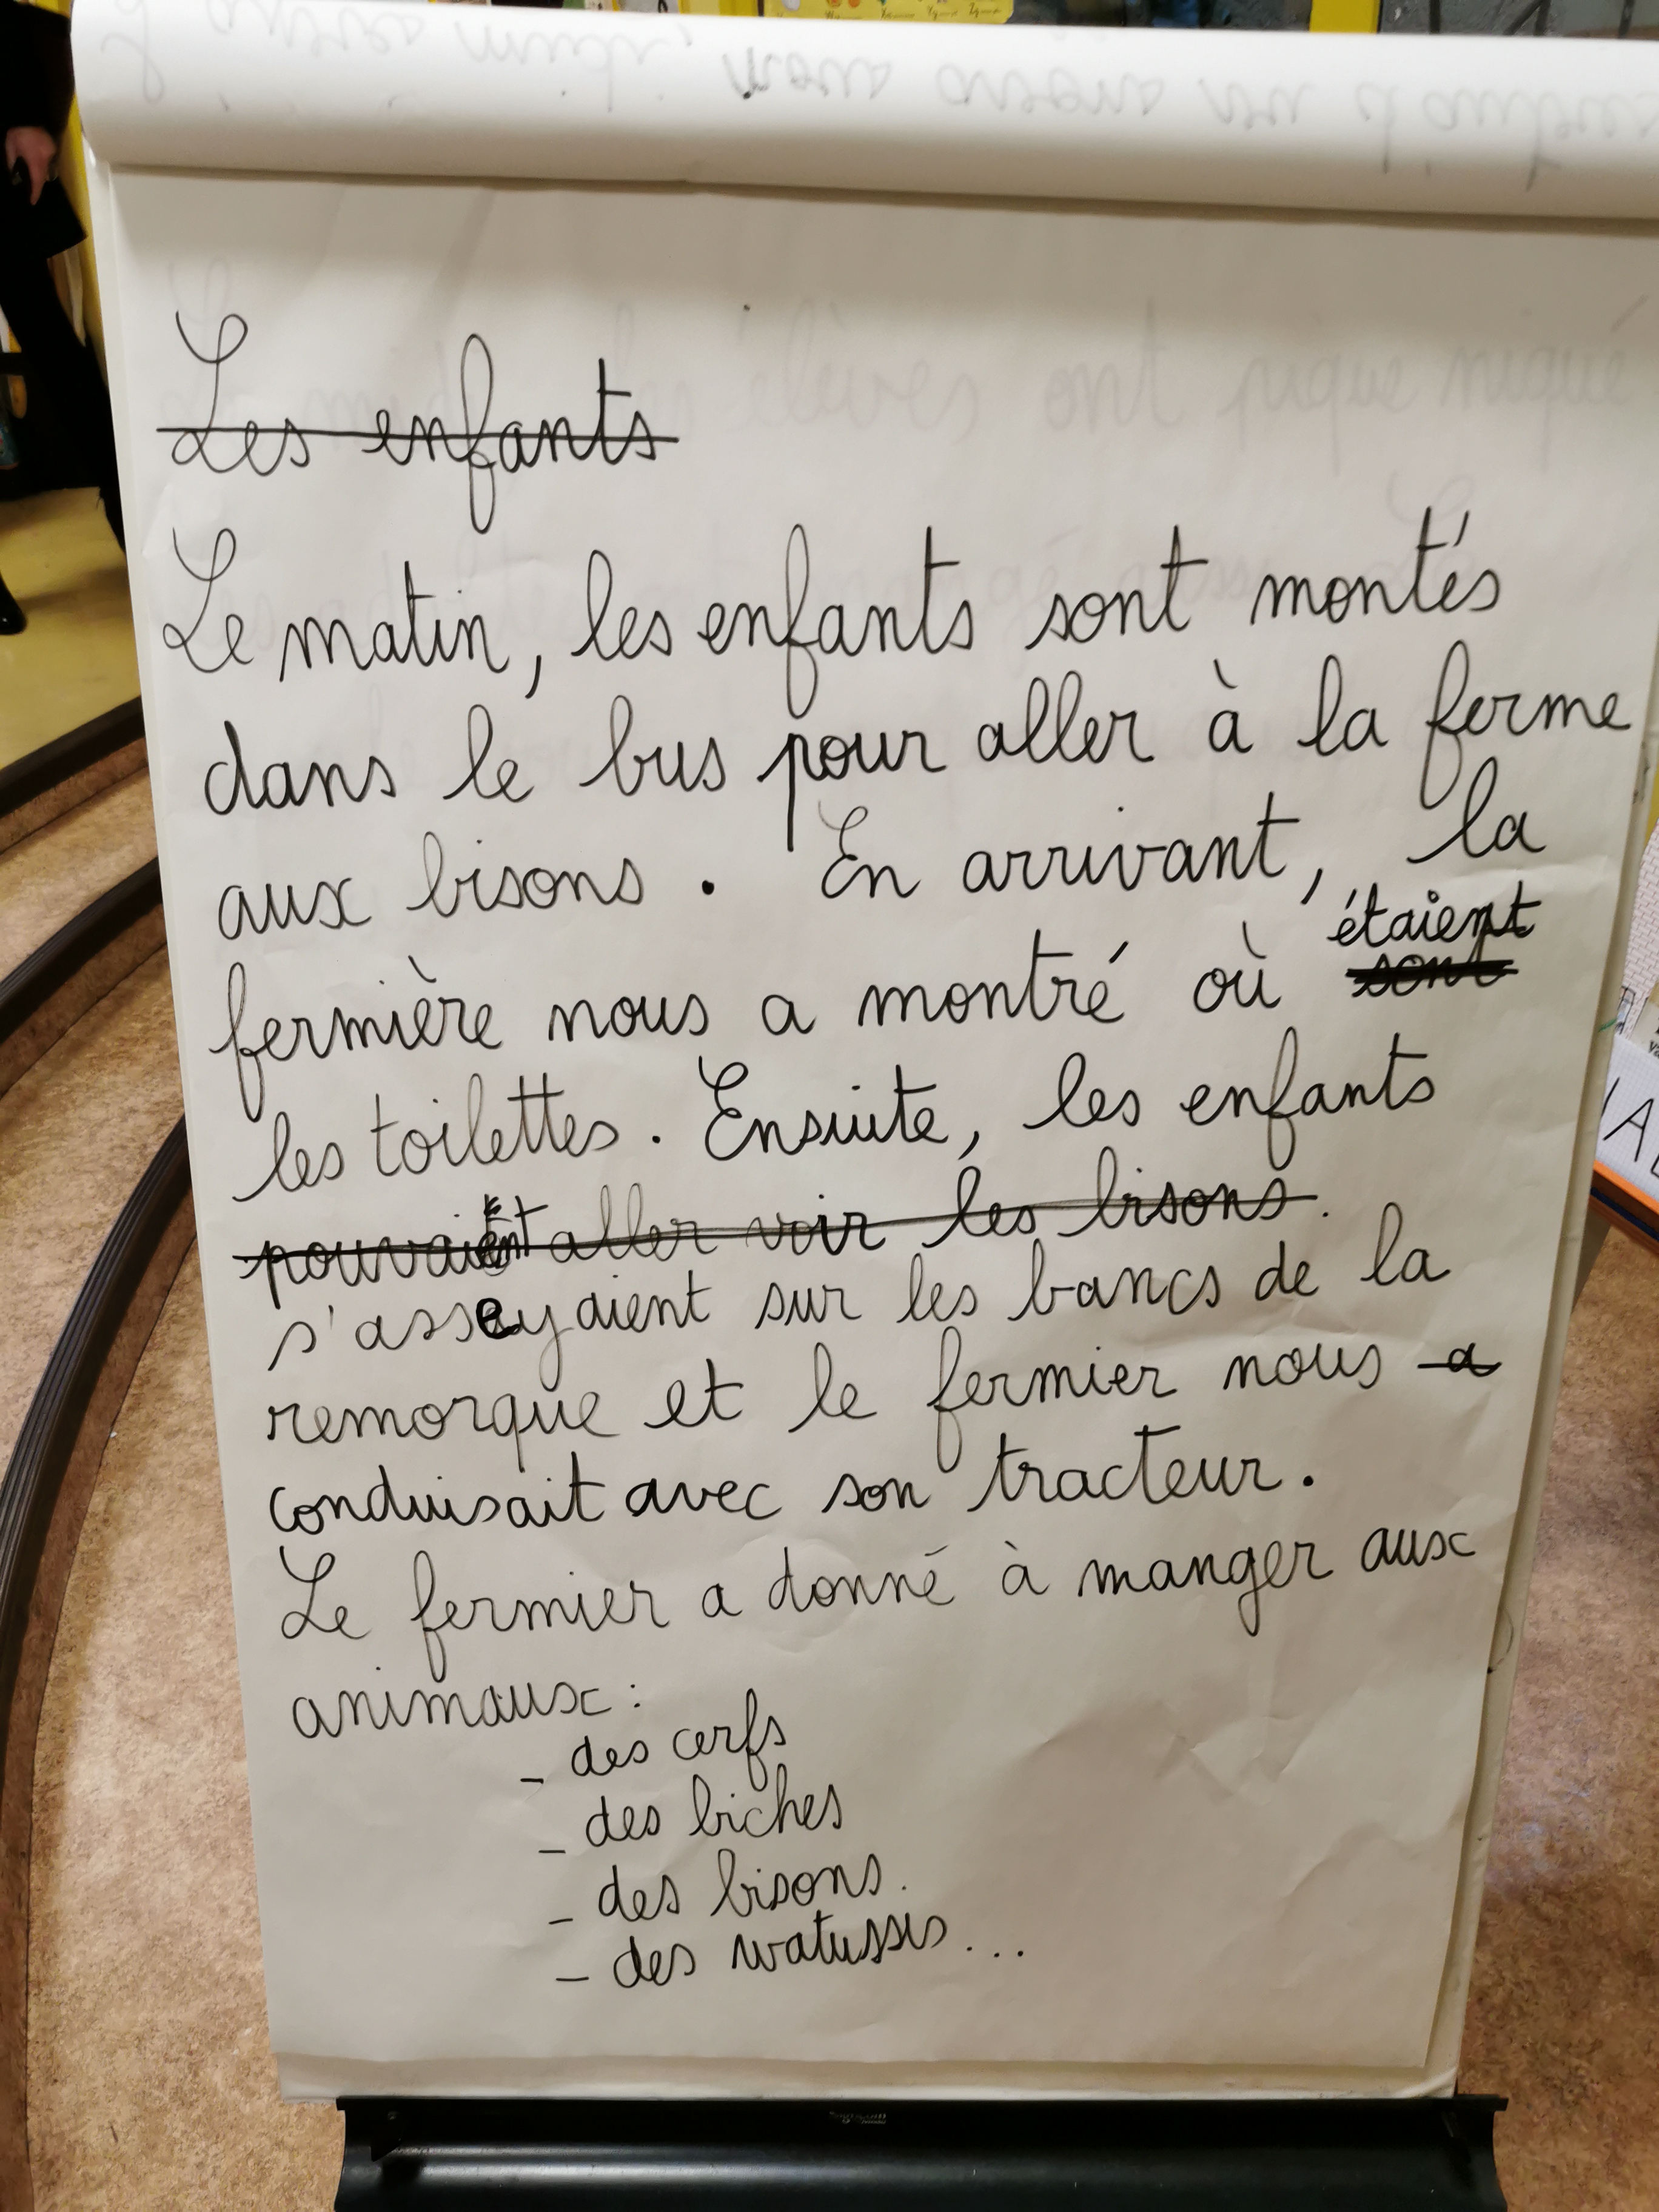 Les enfants
Le matin, les enfants sont montés
dans le bus pour aller à la ferme
aux bisons. En arrivant, la
étaient
fermière nous a montré où sont
les toilettes. Ensuite, les enfants
pouvaient aller voir les bisons.
s'asseyaient sur les bancs de la
remorque et le fermier nous a
conduisait avec son tracteur.
Le fermier a donné à manger aux
animaux :
- des cerfs
- des biches
- des bisons.
- des watussis...